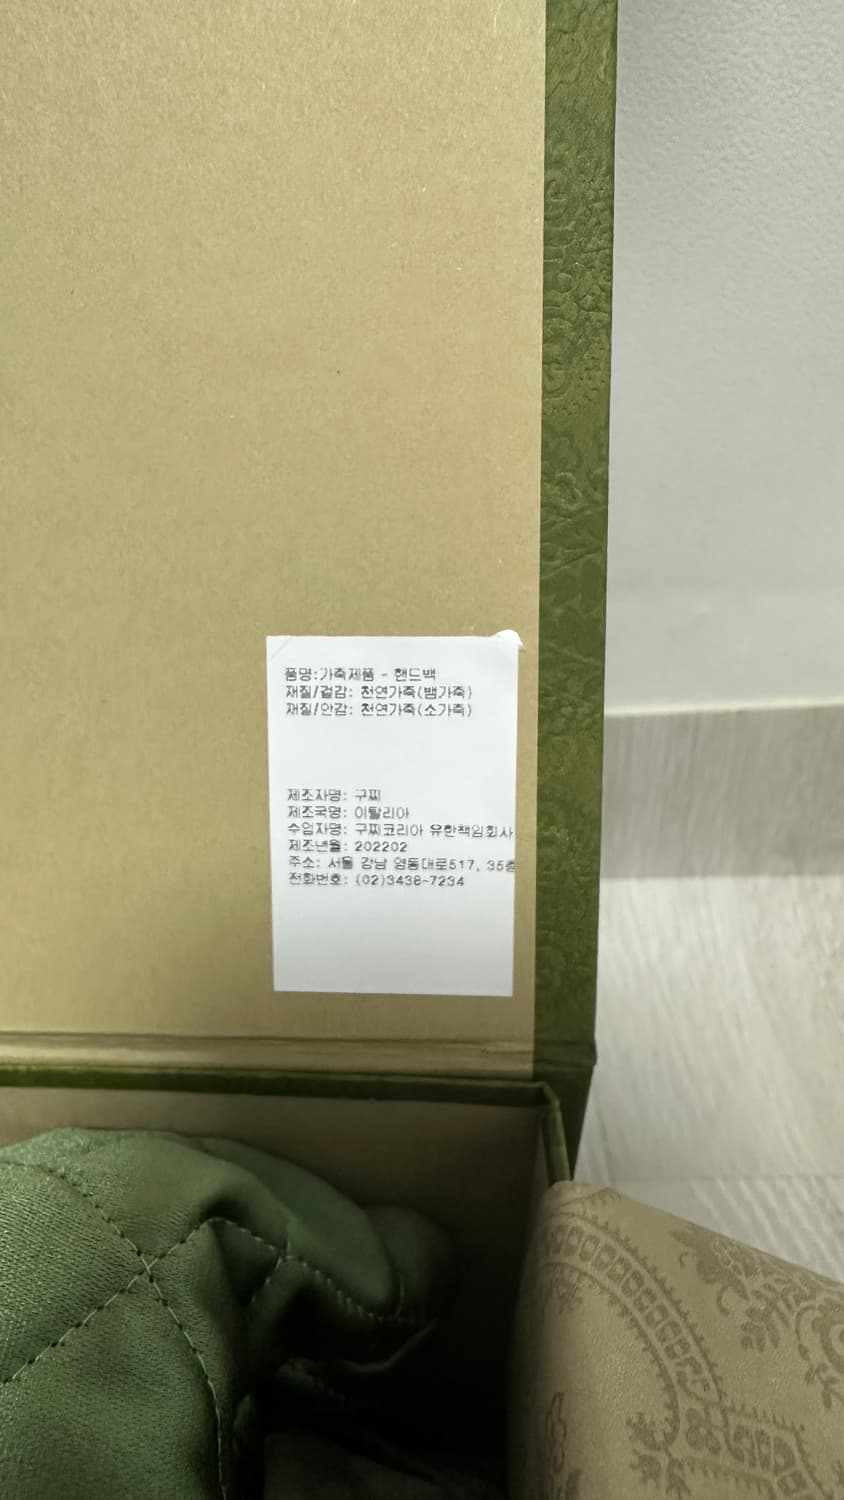 품명:가죽제품 - 핸드백
재질/겉감: 천연가죽(뱀가죽)
재질/안감: 천연가죽(소가죽)
제조자명: 구찌
제조국명: 이탈리아
수입자명: 구찌코리아 유한책임회사
제조년월: 202202
주소: 서울 강남 영동대로517, 35층
전화번호: (02)3438-7234